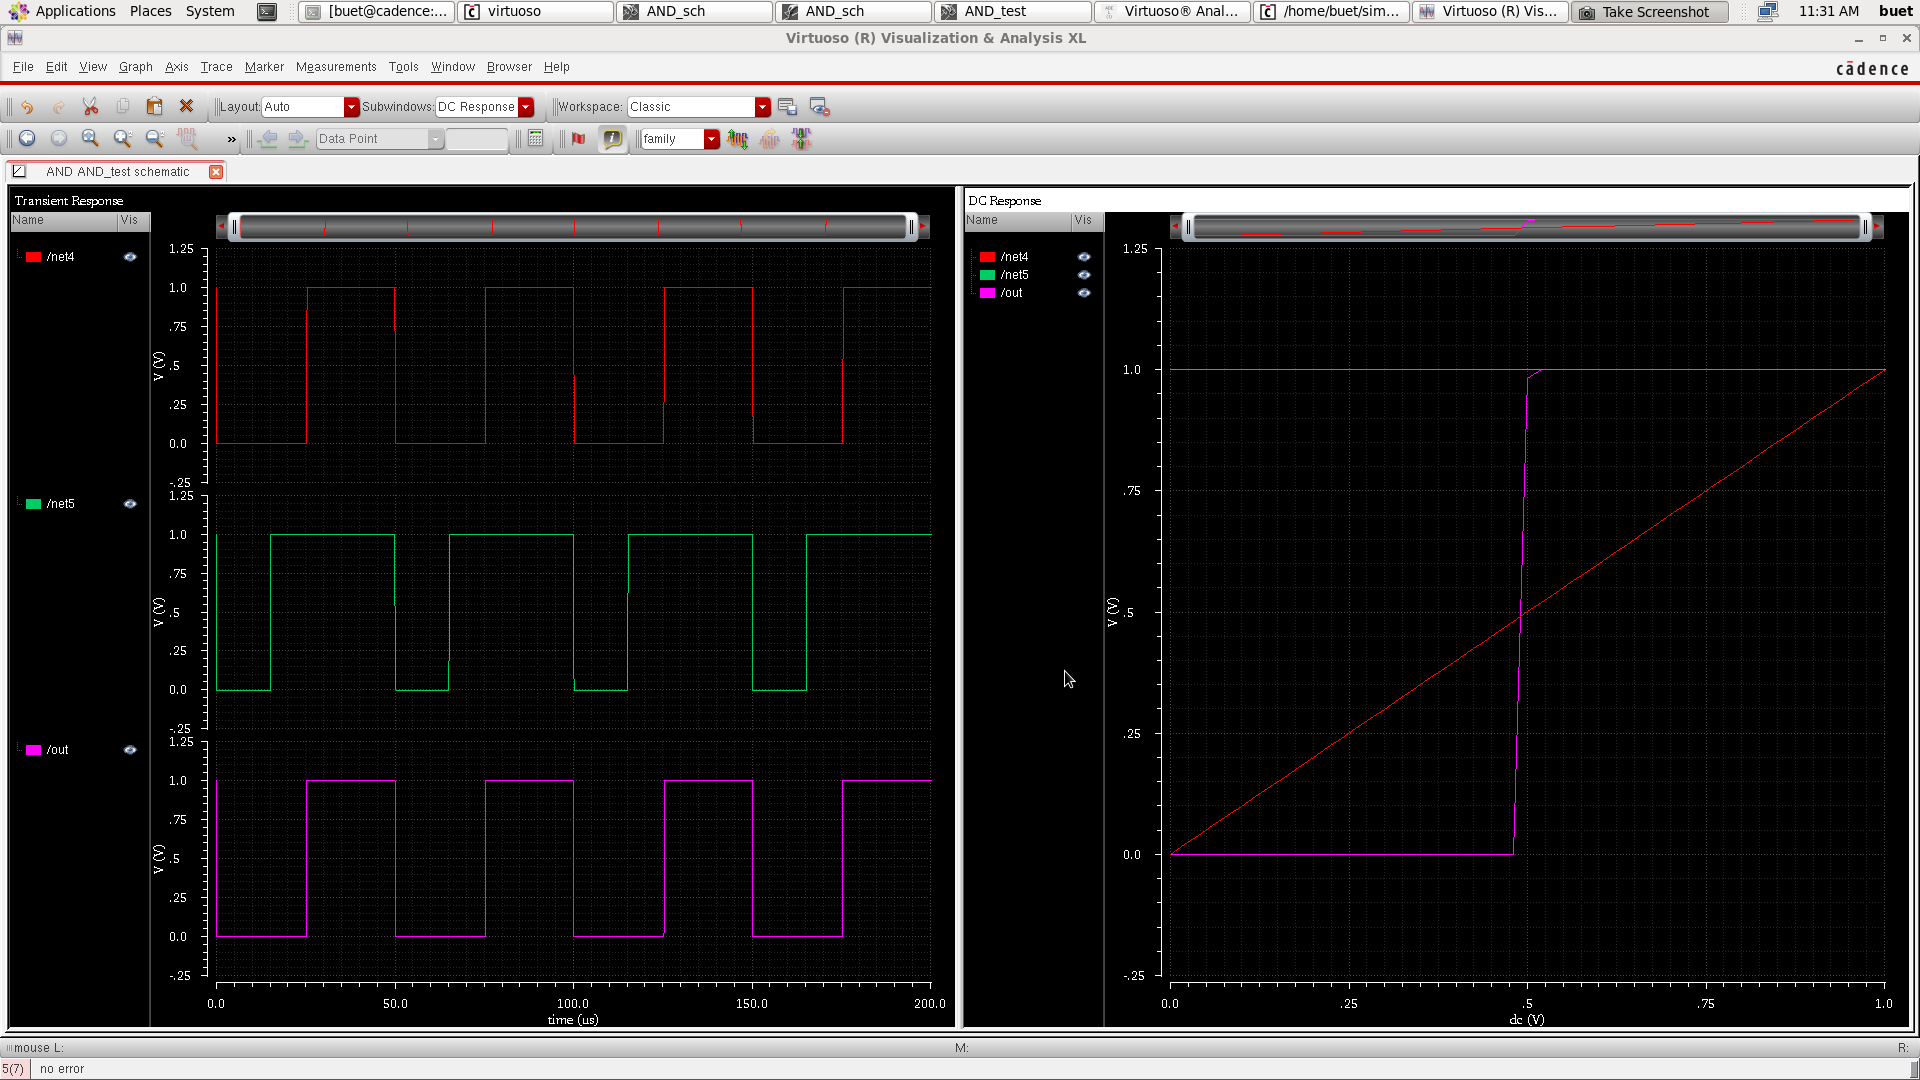 Applications Places System [buet@cadence:... virtuoso AND_sch AND_sch AND_test Virtuoso® Anal... /home/buet/sim... Virtuoso (R) Vis... Take Screenshot 11:31 AM buet
Virtuoso (R) Visualization & Analysis XL
File Edit View Graph Axis Trace Marker Measurements Tools Window Browser Help
cādence
Layout: Auto Subwindows: DC Response Workspace: Classic
» Data Point family
AND AND_test schematic
Transient Response
Name Vis
/net4
1.25
1.0
.75
.5
.25
0.0
-.25
V (V)
/net5
1.25
1.0
.75
.5
.25
0.0
-.25
V (V)
/out
1.25
1.0
.75
.5
.25
0.0
-.25
V (V)
0.0 50.0 100.0 150.0 200.0
time (us)
DC Response
Name Vis
/net4
/net5
/out
1.25
1.0
.75
.5
.25
0.0
-.25
V (V)
0.0 .25 .5 .75 1.0
dc (V)
mouse L: M: R:
5(7) no error